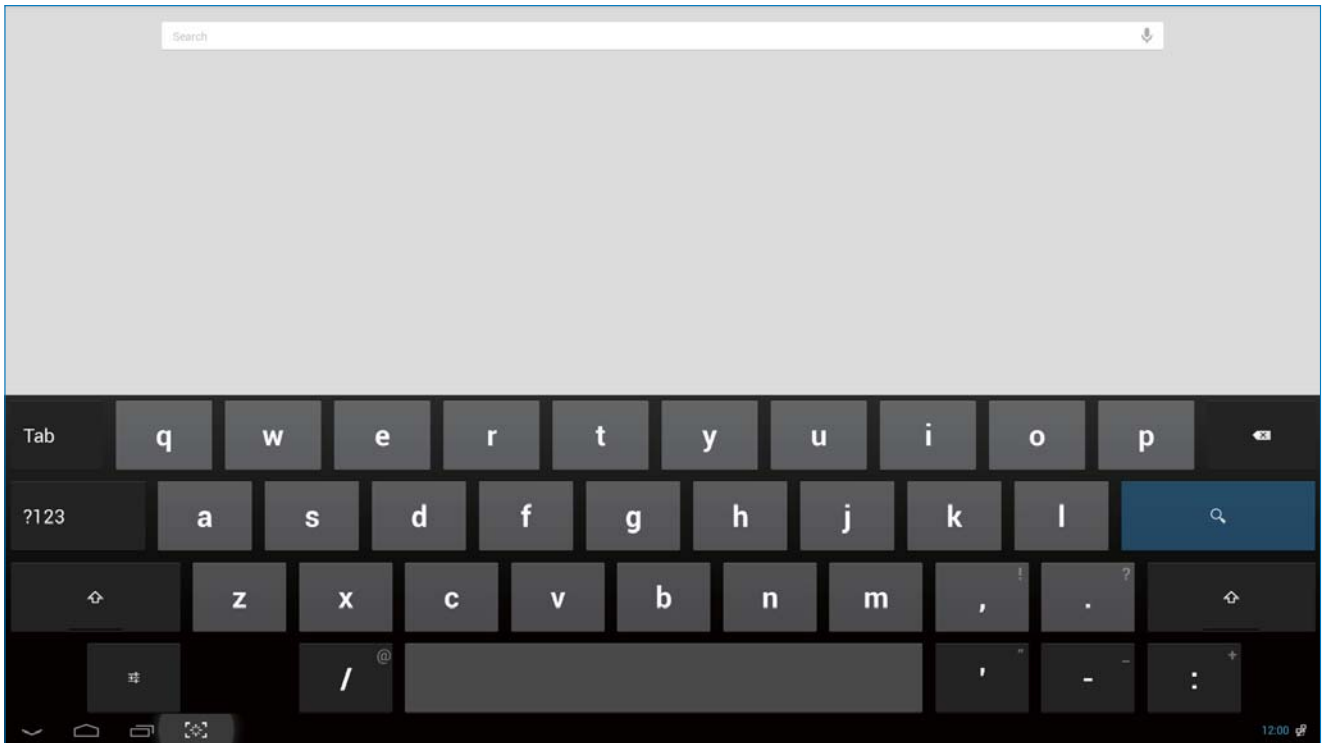 Search
Tab q w e r t y u i o p
?123 a s d f g h j k l
z x c v b n m , ! . ?
/ @ ' " - _ : +
12:00